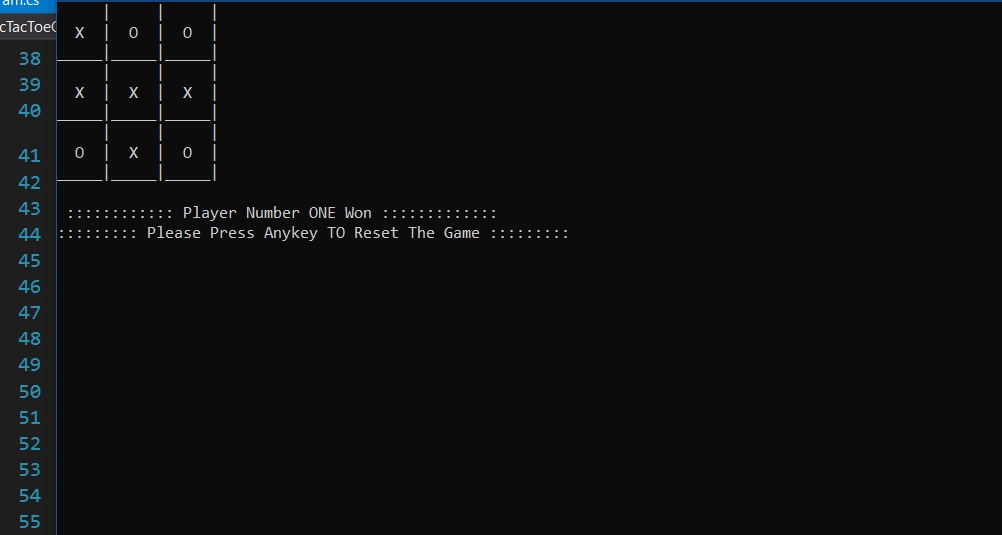 am.cs
cTacToe
X | O | O |
X | X | X |
O | X | O |
:::::::::::: Player Number ONE Won :::::::::::::
::::::::: Please Press Anykey TO Reset The Game :::::::::
38
39
40
41
42
43
44
45
46
47
48
49
50
51
52
53
54
55